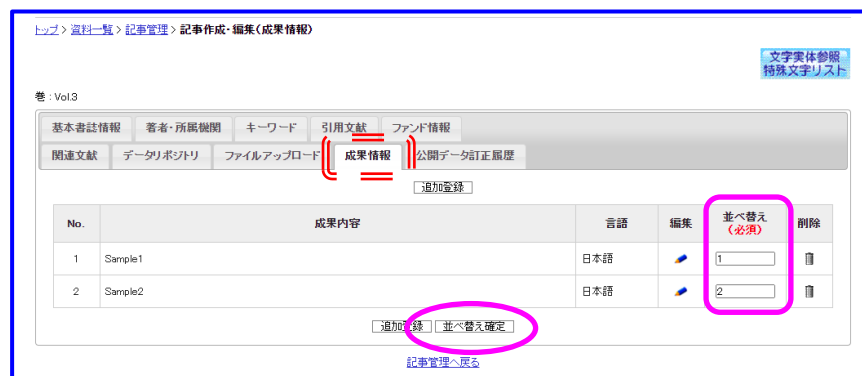 トップ > 資料一覧 > 記事管理 > 記事作成・編集(成果情報)
文字実体参照
特殊文字リスト
巻 : Vol.3
基本書誌情報 著者・所属機関 キーワード 引用文献 ファンド情報
関連文献 データリポジトリ ファイルアップロード 成果情報 公開データ訂正履歴
追加登録
No. 成果内容 言語 編集 並べ替え(必須) 削除
1 Sample1 日本語 1
2 Sample2 日本語 2
追加登録 並べ替え確定
記事管理へ戻る